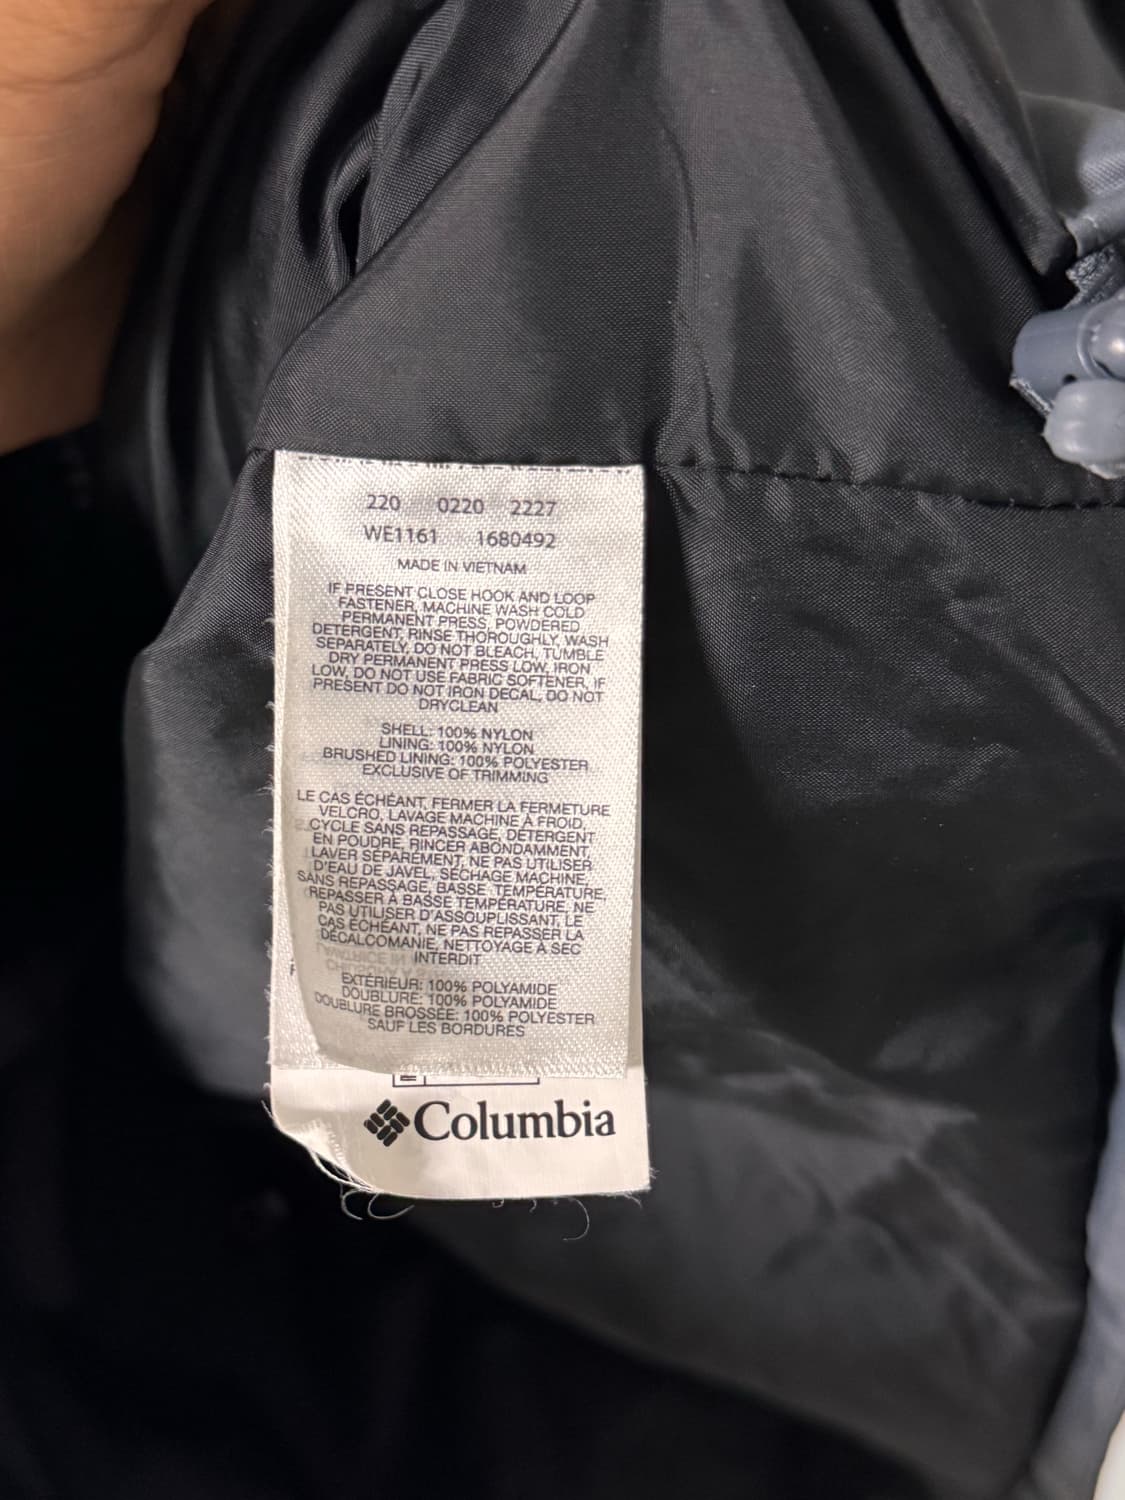 220 0220 2227
WE1161 1680492
MADE IN VIETNAM
IF PRESENT CLOSE HOOK AND LOOP
FASTENER, MACHINE WASH COLD
PERMANENT PRESS, POWDERED
DETERGENT, RINSE THOROUGHLY, WASH
SEPARATELY, DO NOT BLEACH, TUMBLE
DRY PERMANENT PRESS LOW, IRON
LOW, DO NOT USE FABRIC SOFTENER, IF
PRESENT DO NOT IRON DECAL, DO NOT
DRYCLEAN
SHELL: 100% NYLON
LINING: 100% NYLON
BRUSHED LINING: 100% POLYESTER
EXCLUSIVE OF TRIMMING
LE CAS ÉCHÉANT, FERMER LA FERMETURE
VELCRO, LAVAGE MACHINE À FROID,
CYCLE SANS REPASSAGE, DÉTERGENT
EN POUDRE, RINCER ABONDAMMENT,
LAVER SÉPARÉMENT, NE PAS UTILISER
D'EAU DE JAVEL, SÉCHAGE MACHINE,
SANS REPASSAGE, BASSE TEMPÉRATURE,
REPASSER À BASSE TEMPÉRATURE, NE
PAS UTILISER D'ASSOUPLISSANT, LE
CAS ÉCHÉANT, NE PAS REPASSER LA
DÉCALCOMANIE, NETTOYAGE À SEC
INTERDIT
EXTÉRIEUR: 100% POLYAMIDE
DOUBLURE: 100% POLYAMIDE
DOUBLURE BROSSÉE: 100% POLYESTER
SAUF LES BORDURES
Columbia